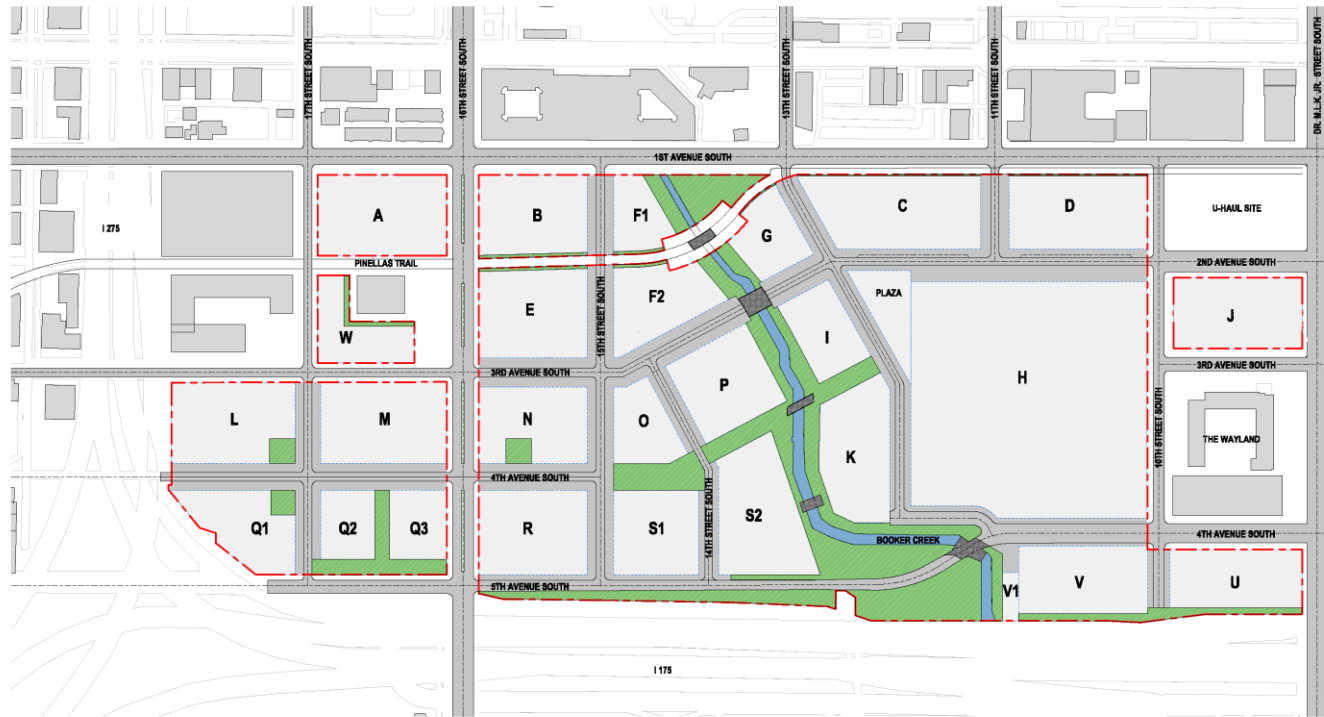 17TH STREET SOUTH
16TH STREET SOUTH
13TH STREET SOUTH
11TH STREET SOUTH
DR. M.L.K. JR. STREET SOUTH
1ST AVENUE SOUTH
A
B
F1
C
D
U-HAUL SITE
I 275
G
PINELLAS TRAIL
2ND AVENUE SOUTH
PLAZA
E
F2
15TH STREET SOUTH
J
W
I
3RD AVENUE SOUTH
3RD AVENUE SOUTH
P
H
L
M
N
O
10TH STREET SOUTH
THE WAYLAND
K
4TH AVENUE SOUTH
14TH STREET SOUTH
Q1
Q2
Q3
R
S1
S2
4TH AVENUE SOUTH
BOOKER CREEK
5TH AVENUE SOUTH
V1
V
U
I 175